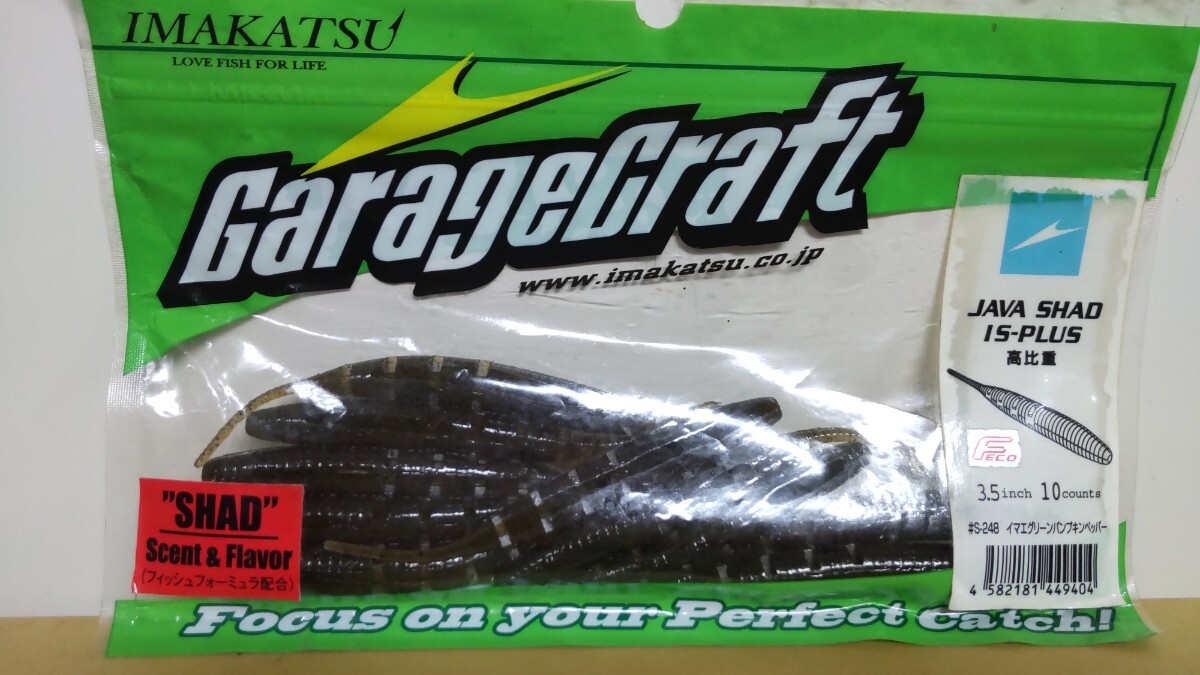 IMAKATSU
LOVE FISH FOR LIFE
GarageCraft
www.imakatsu.co.jp
JAVA SHAD
IS-PLUS
高比重
FECO
3.5inch 10counts
#S-248 イマエグリーンパンプキンペッパー
4 582181 449404
"SHAD"
Scent & Flavor
(フィッシュフォーミュラ配合)
Focus on your Perfect Catch!